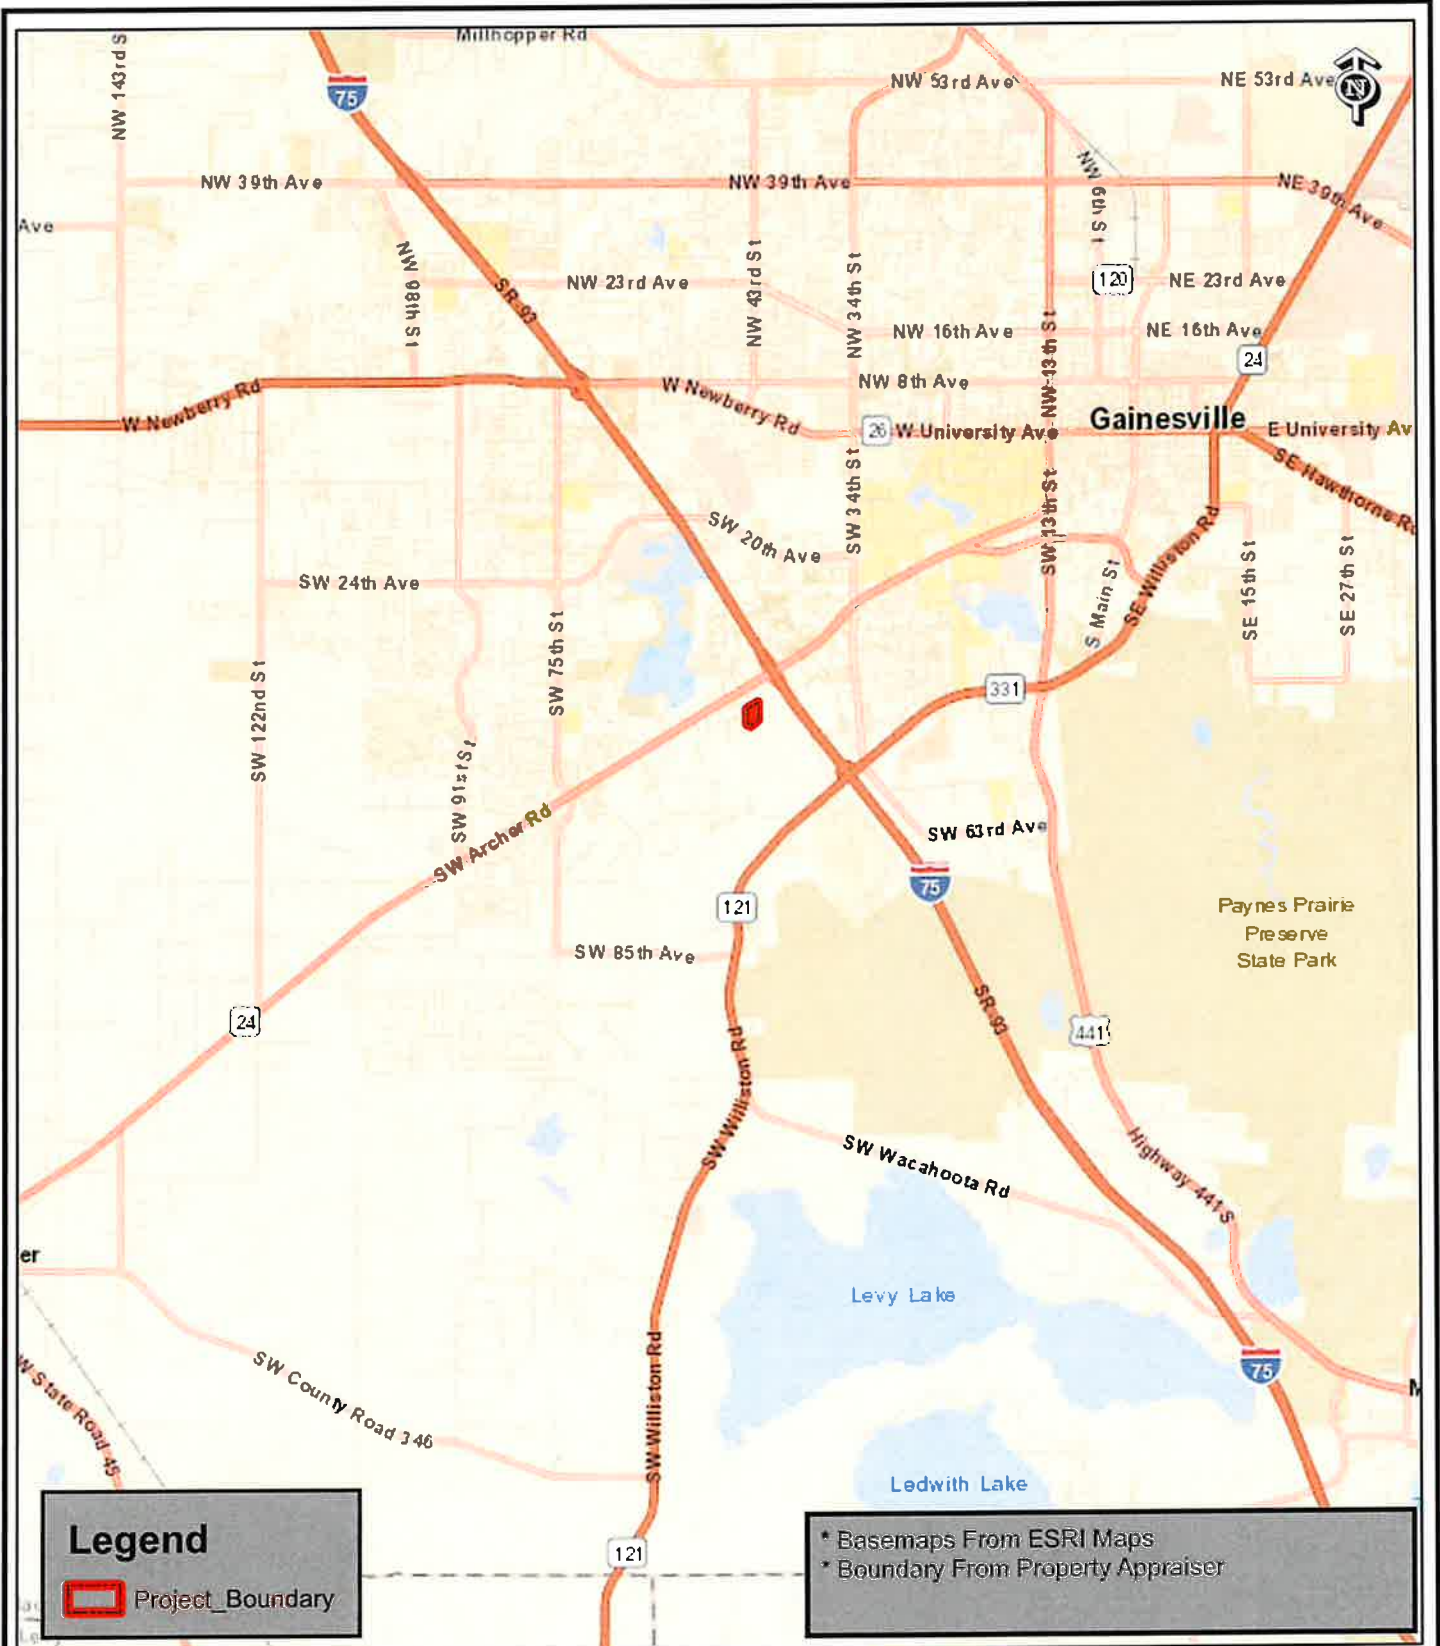 Millhopper Rd
NW 143rd S
75
NW 53rd Ave
NE 53rd Ave
N
NW 39th Ave
NW 39th Ave
NE 39th Ave
NW 6th St
Ave
NW 98th St
SR-93
NW 23rd Ave
NW 43rd St
NW 34th St
120
NE 23rd Ave
NW 16th Ave
NE 16th Ave
NW 13th St
24
W Newberry Rd
W Newberry Rd
NW 8th Ave
26
W University Ave
Gainesville
E University Av
SE Hawthorne Rd
SW 34th St
SW 13th St
SW 20th Ave
SW 24th Ave
SE Williston Rd
S Main St
SE 15th St
SE 27th St
SW 75th St
SW 122nd St
331
SW 91st St
SW Archer Rd
SW 63rd Ave
75
121
Paynes Prairie
Preserve
State Park
SW 85th Ave
24
SR-93
441
SW Williston Rd
SW Wacahoota Rd
Highway 441 S
er
Levy Lake
75
W State Road 45
SW County Road 346
SW Williston Rd
M
Ledwith Lake
121
Legend
Project_Boundary
* Basemaps From ESRI Maps
* Boundary From Property Appraiser